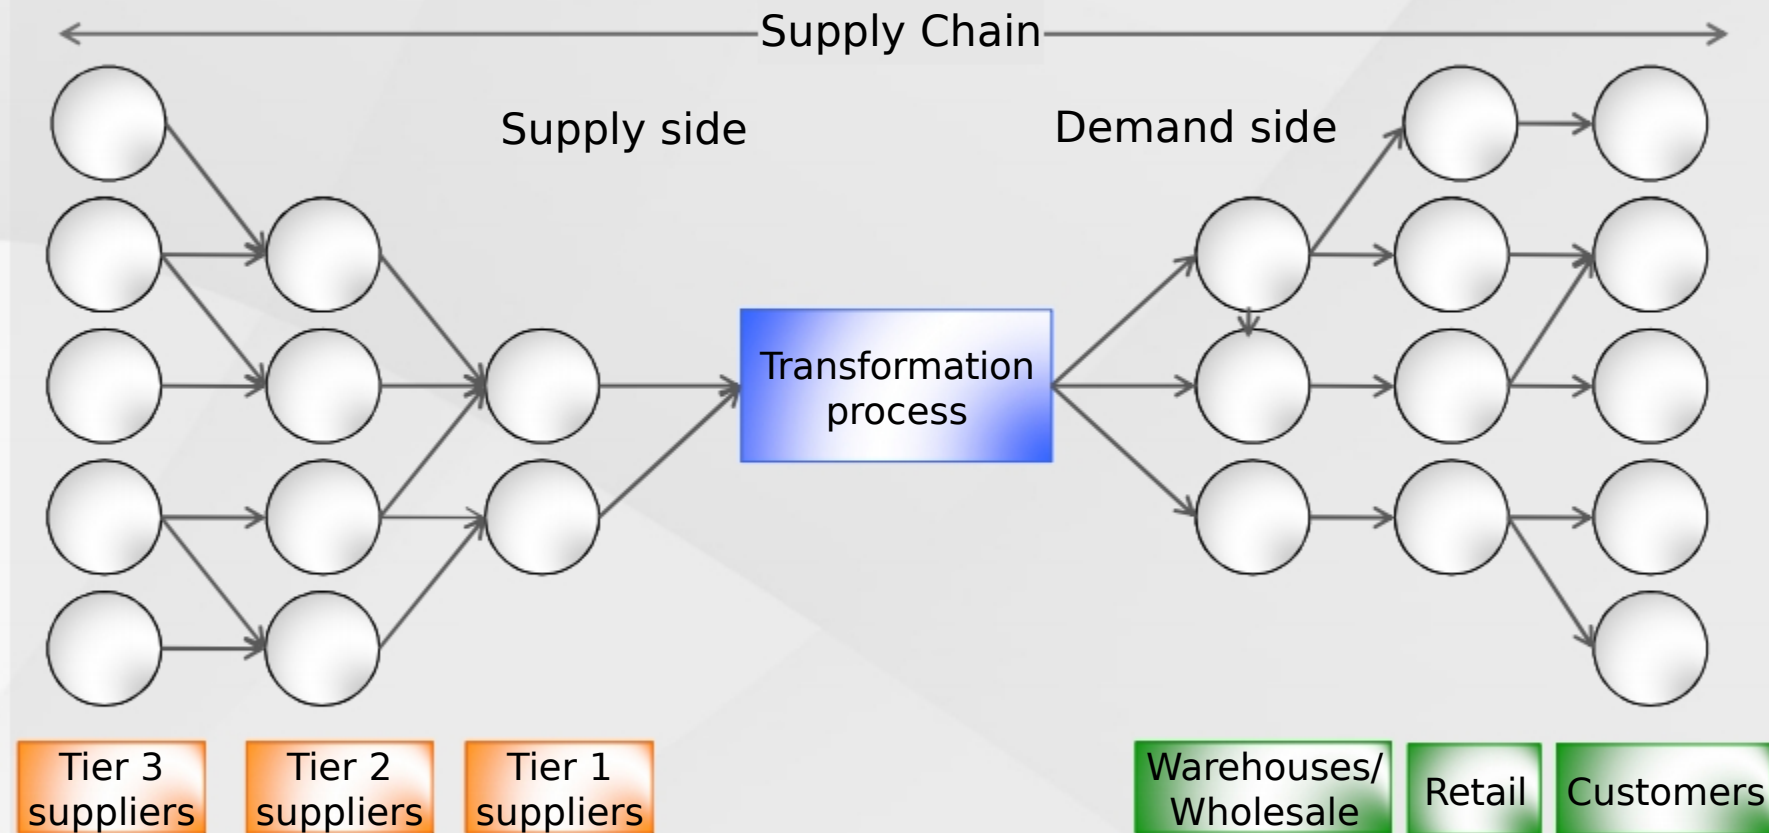 Supply Chain
Supply side
Demand side
Transformation
process
Tier 3
suppliers
Tier 2
suppliers
Tier 1
suppliers
Warehouses/
Wholesale
Retail
Customers